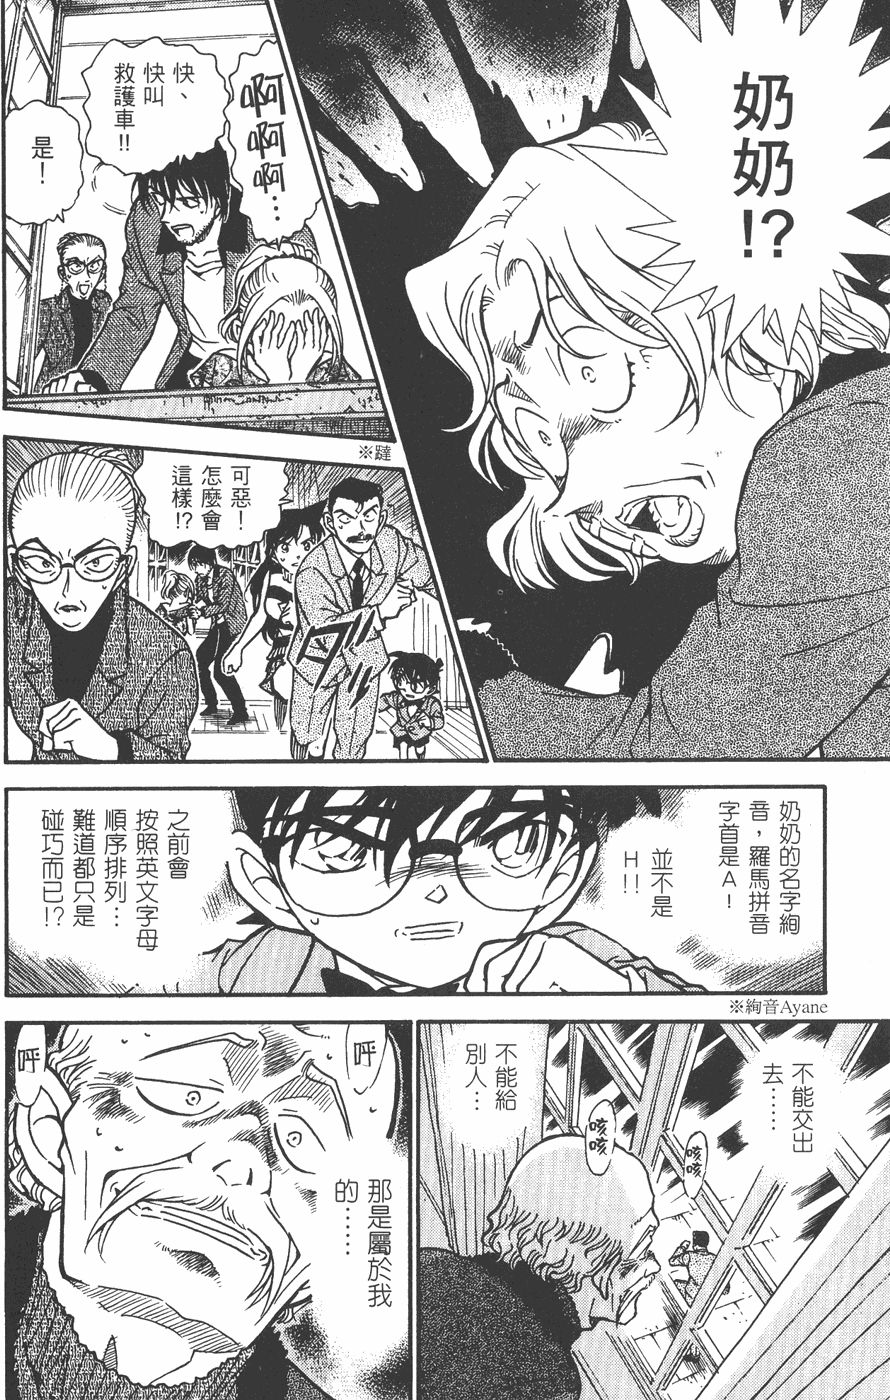 奶
奶
!?
啊啊啊…
快、
快叫
救護車!!
是！
※躂
可惡！
怎麼會
這樣!?
奶奶的名字絢
音，羅馬拼音
字首是A！
並不是
H!!
之前會
按照英文字母
順序排列…
難道都只是
碰巧而已!?
※絢音Ayane
不能交出
去……
不能給
別人…
咳咳
咳咳
呼
那是屬於我
的……
呼